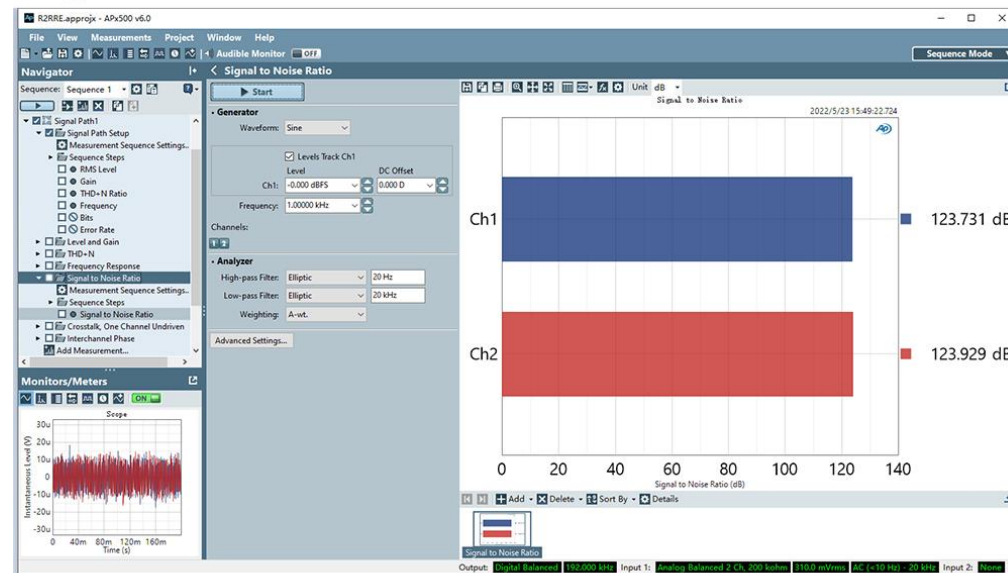 R2RRE.approjx - APx500 v6.0
File View Measurements Project Window Help
Audible Monitor OFF
Sequence Mode
Navigator
Sequence: Sequence 1
Signal Path1
Signal Path Setup
Measurement Sequence Settings...
Sequence Steps
RMS Level
Gain
THD+N Ratio
Frequency
Bits
Error Rate
Level and Gain
THD+N
Frequency Response
Signal to Noise Ratio
Measurement Sequence Settings...
Sequence Steps
Signal to Noise Ratio
Crosstalk, One Channel Undriven
Interchannel Phase
Add Measurement...
Monitors/Meters
ON
Scope
Instantaneous Level (V)
30u
20u
10u
0
-10u
-20u
-30u
0 40m 80m 120m 160m
Time (s)
Signal to Noise Ratio
Start
Generator
Waveform: Sine
Levels Track Ch1
Level DC Offset
Ch1: -0.000 dBFS 0.000 D
Frequency: 1.00000 kHz
Channels:
1 2
Analyzer
High-pass Filter: Elliptic 20 Hz
Low-pass Filter: Elliptic 20 kHz
Weighting: A-wt.
Advanced Settings...
Unit dB
Signal to Noise Ratio
2022/5/23 15:49:22.724
AP
Ch1 123.731 dB
Ch2 123.929 dB
0 20 40 60 80 100 120 140
Signal to Noise Ratio (dB)
Add Delete Sort By Details
Signal to Noise Ratio
Output: Digital Balanced 192.000 kHz Input 1: Analog Balanced 2 Ch, 200 kohm 310.0 mVrms AC (<10 Hz) - 20 kHz Input 2: None